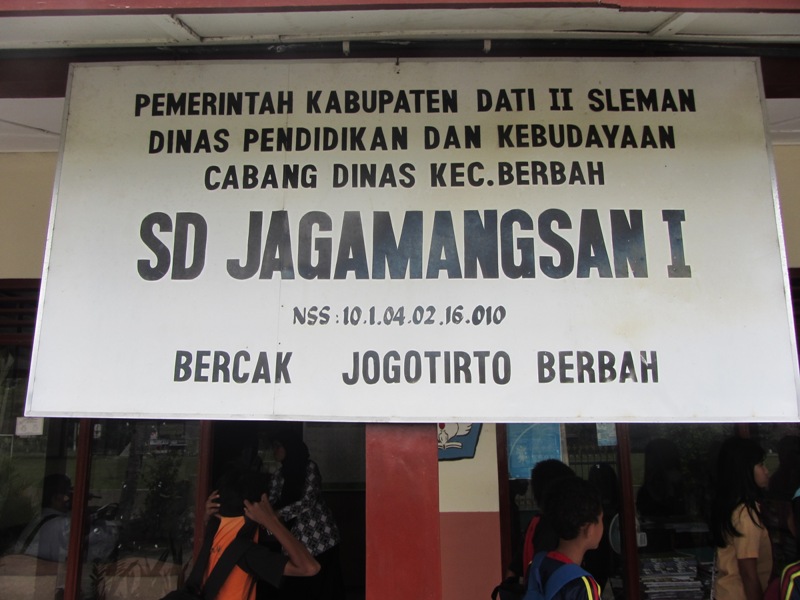 PEMERINTAH KABUPATEN DATI II SLEMAN
DINAS PENDIDIKAN DAN KEBUDAYAAN
CABANG DINAS KEC.BERBAH
SD JAGAMANGSAN I
NSS : 10.1.04.02.16.010
BERCAK JOGOTIRTO BERBAH